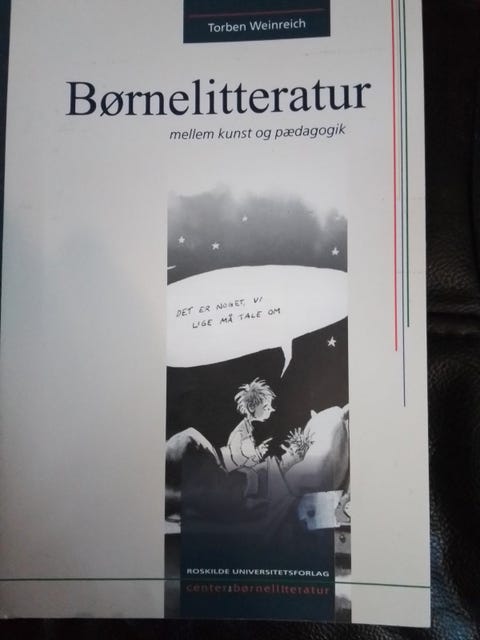 Torben Weinreich
Børnelitteratur
mellem kunst og pædagogik
DET ER NOGET, VI
LIGE MÅ TALE OM
ROSKILDE UNIVERSITETSFORLAG
center for børnelitteratur